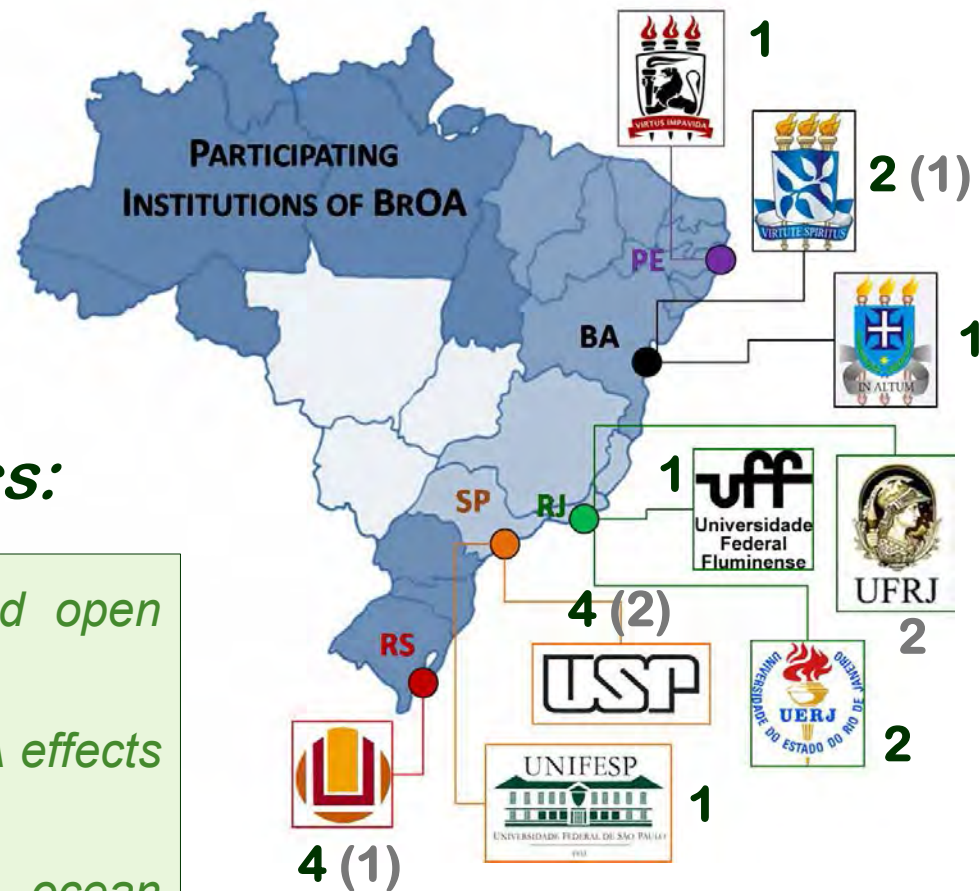 PARTICIPATING
INSTITUTIONS OF BROA
1
VIRTUS IMPAVIDA
2 (1)
VIRTUTE SPIRITUS
PE
BA
1
IN ALTUM
s:
SP
RJ
1
uff
Universidade
Federal
Fluminense
UFRJ
2
d open
4 (2)
USP
RS
UNIVERSIDADE DO ESTADO DO RIO DE JANEIRO
UERJ
2
A effects
UNIFESP
UNIVERSIDADE FEDERAL DE SÃO PAULO
1
4 (1)
ocean